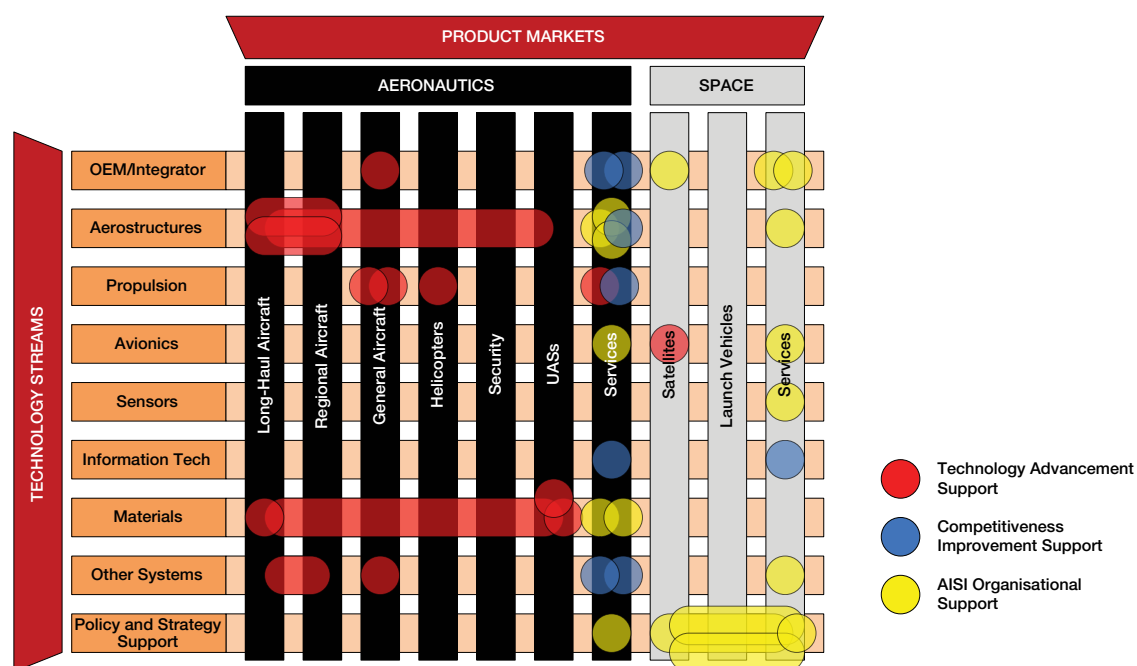 PRODUCT MARKETS
AERONAUTICS
SPACE
TECHNOLOGY STREAMS
OEM/Integrator
Aerostructures
Propulsion
Avionics
Sensors
Information Tech
Materials
Other Systems
Policy and Strategy
Support
Long-Haul Aircraft
Regional Aircraft
General Aircraft
Helicopters
Security
UASs
Services
Satellites
Launch Vehicles
Services
Technology Advancement
Support
Competitiveness
Improvement Support
AISI Organisational
Support